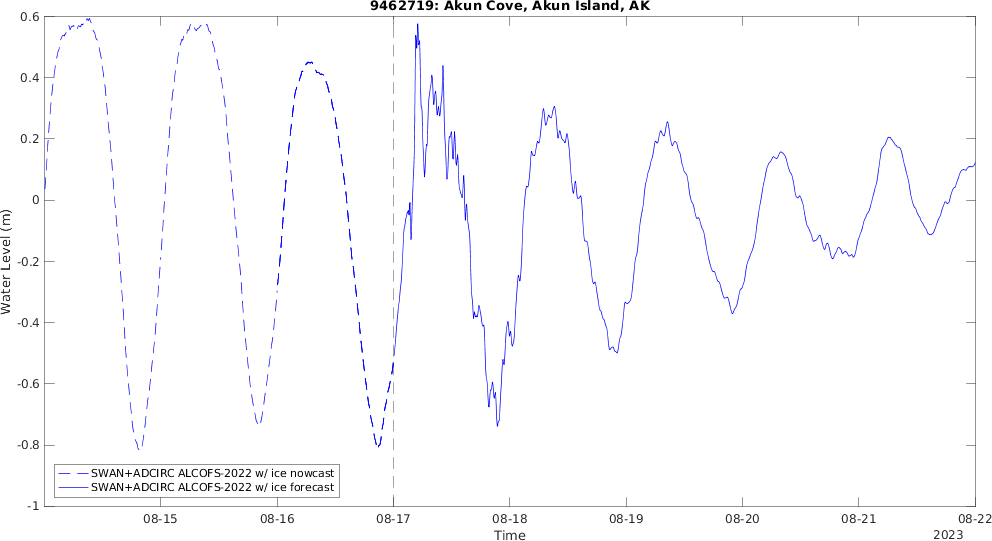 9462719: Akun Cove, Akun Island, AK
0.6
0.4
0.2
0
-0.2
-0.4
-0.6
-0.8
-1
Water Level (m)
SWAN+ADCIRC ALCOFS-2022 w/ ice nowcast
SWAN+ADCIRC ALCOFS-2022 w/ ice forecast
08-15 08-16 08-17 08-18 08-19 08-20 08-21 08-22
Time
2023